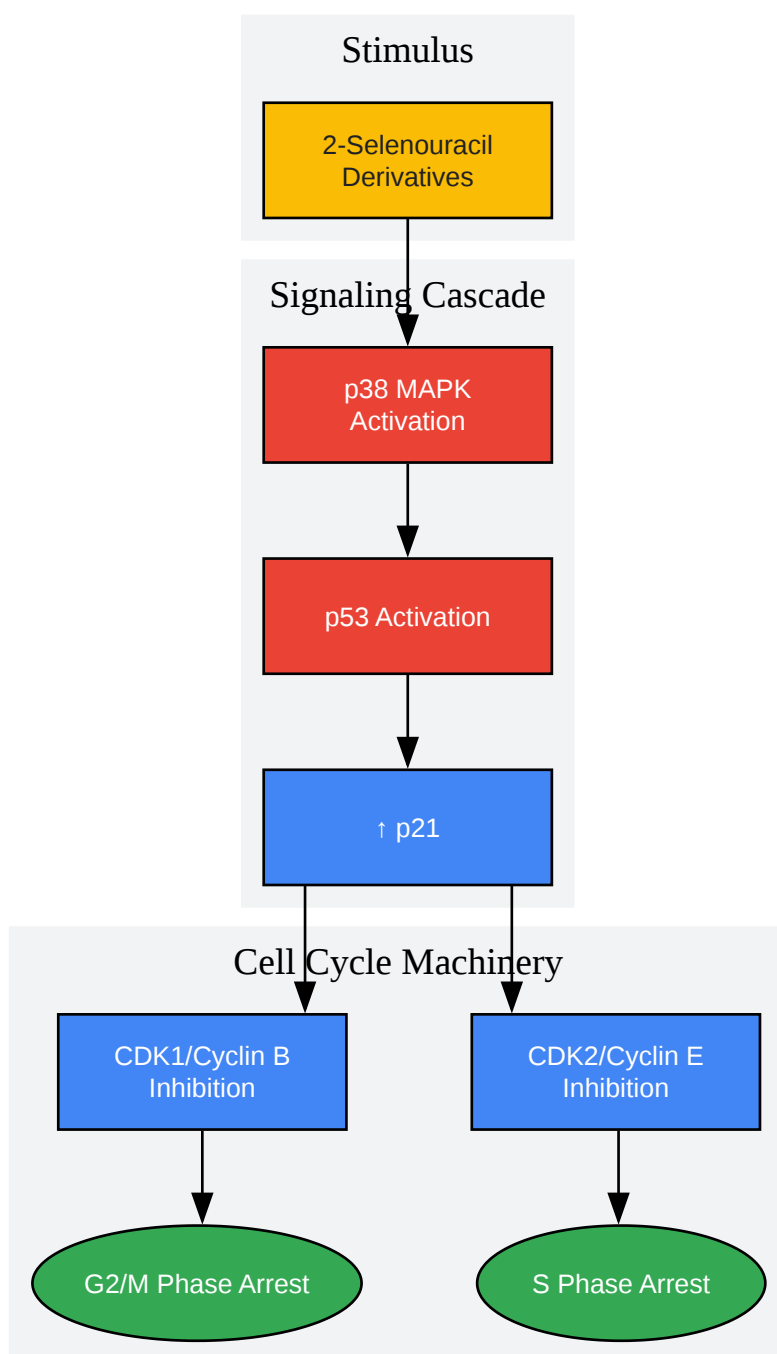 Stimulus
2-Selenouracil
Derivatives
Signaling Cascade
p38 MAPK
Activation
p53 Activation
↑ p21
Cell Cycle Machinery
CDK1/Cyclin B
Inhibition
CDK2/Cyclin E
Inhibition
G2/M Phase Arrest
S Phase Arrest